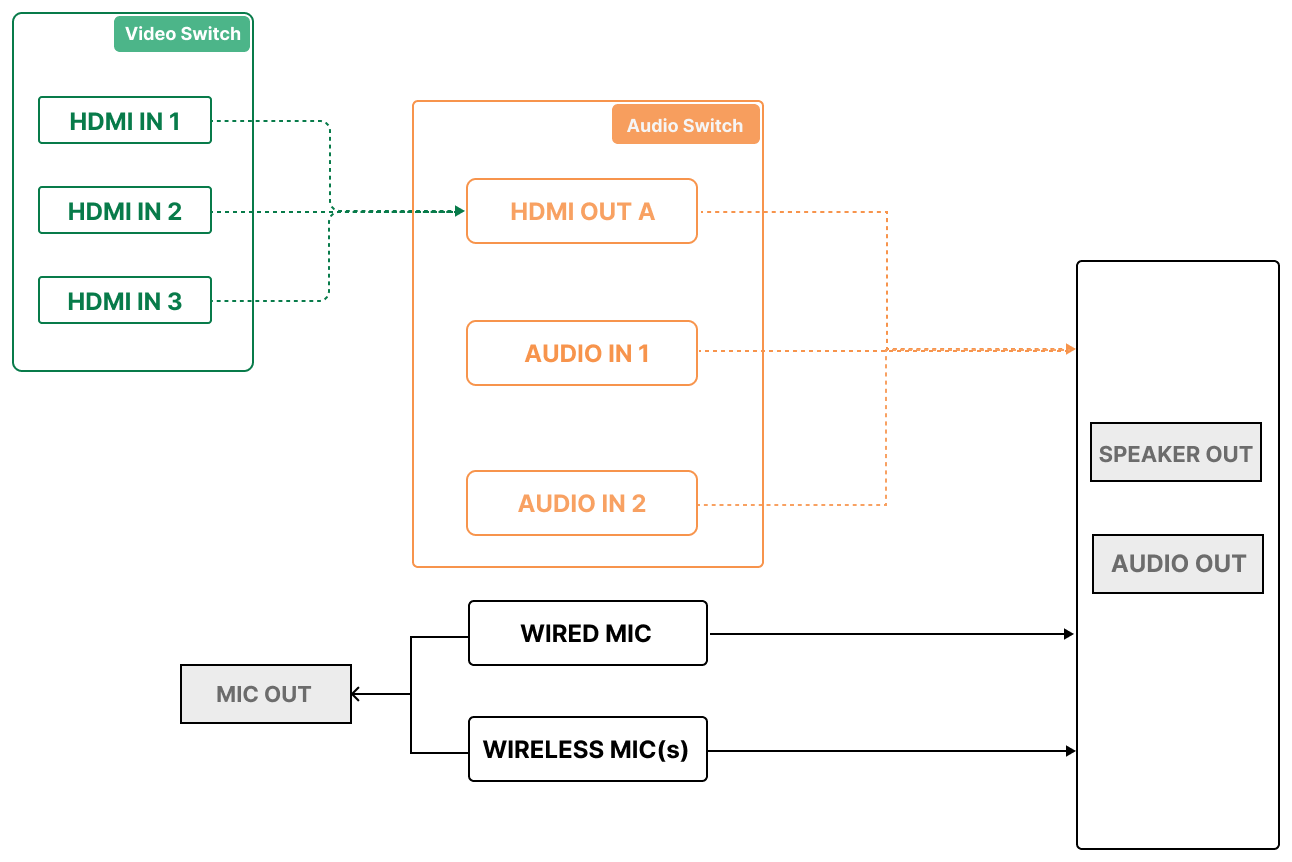 Video Switch
HDMI IN 1
HDMI IN 2
HDMI IN 3
Audio Switch
HDMI OUT A
AUDIO IN 1
AUDIO IN 2
SPEAKER OUT
AUDIO OUT
WIRED MIC
MIC OUT
WIRELESS MIC(s)